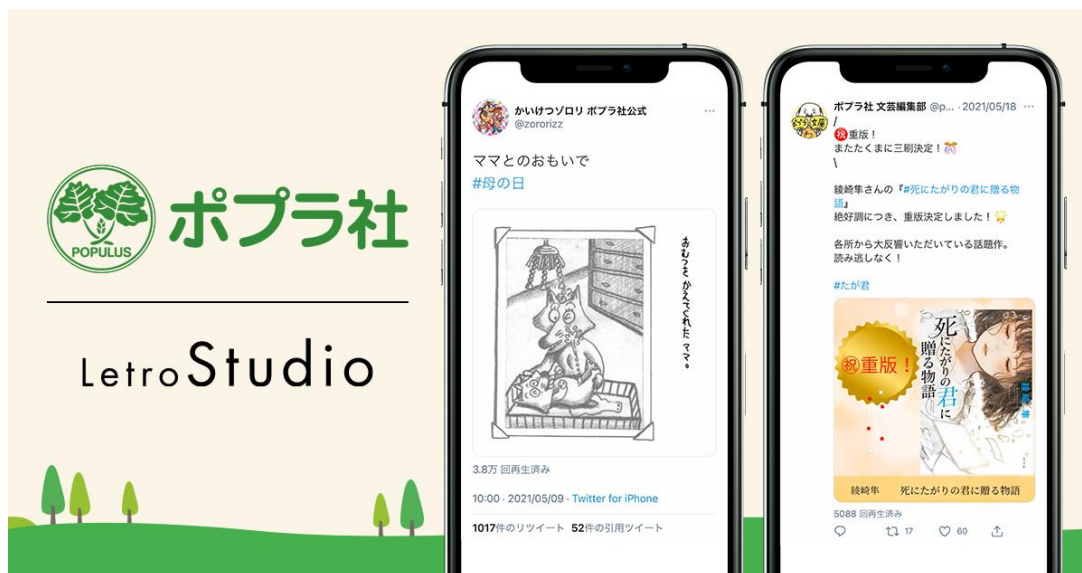 POPULUS
ポプラ社
Letro Studio
かいけつゾロリ ポプラ社公式
@zororizz
ママとのおもいで
#母の日
おむつを かえてくれた ママ。
3.8万 回再生済み
10:00 · 2021/05/09 · Twitter for iPhone
1017件のリツイート 52件の引用ツイート
ポプラ社 文芸編集部 @p... · 2021/05/18
/
㊗重版！
またたくまに三刷決定！🎊
\
綾崎隼さんの『#死にたがりの君に贈る物
語』
絶好調につき、重版決定しました！🌟
各所から大反響いただいている話題作。
読み逃しなく！
#たが君
㊗重版！
死にたがりの君に贈る物語
綾崎隼
綾崎隼 死にたがりの君に贈る物語
5088 回再生済み
17 60